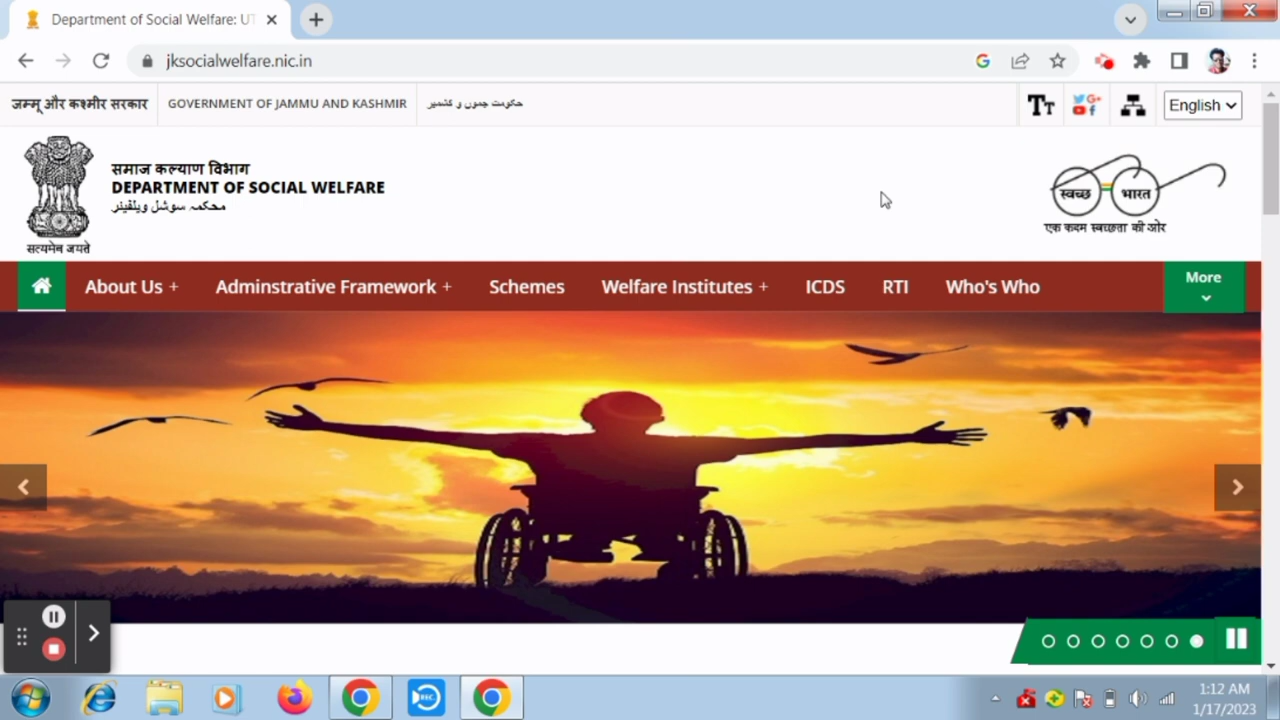 Department of Social Welfare: UT
jksocialwelfare.nic.in
जम्मू और कश्मीर सरकार
GOVERNMENT OF JAMMU AND KASHMIR
حکومت جموں و کشمیر
English
समाज कल्याण विभाग
DEPARTMENT OF SOCIAL WELFARE
محکمہ سوشل ویلفیئر
सत्यमेव जयते
स्वच्छ भारत
एक कदम स्वच्छता की ओर
About Us +
Adminstrative Framework +
Schemes
Welfare Institutes +
ICDS
RTI
Who's Who
More
1:12 AM
1/17/2023